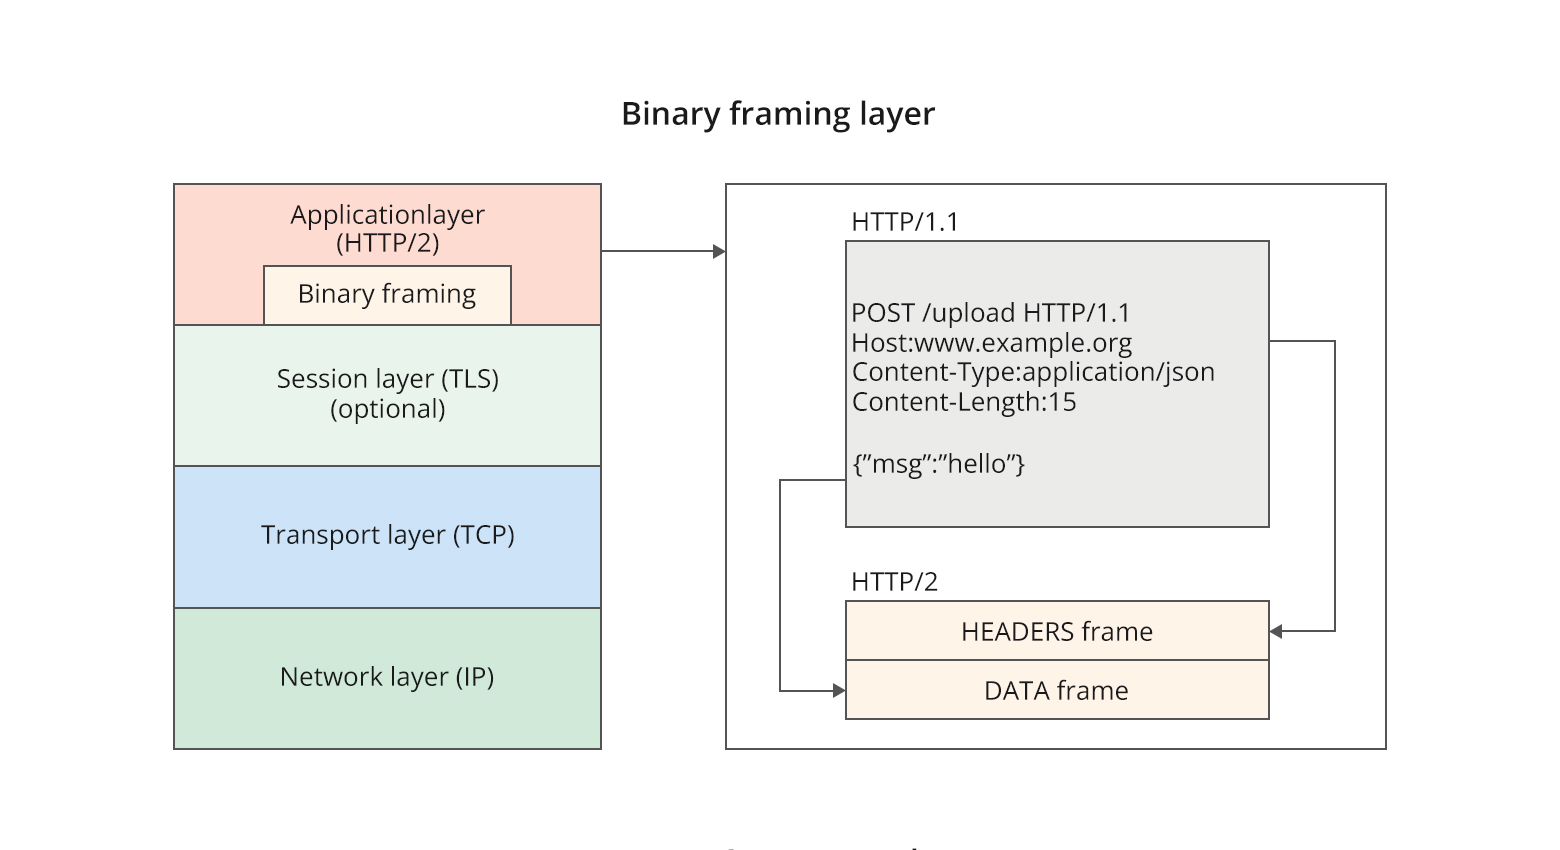 Binary framing layer
Applicationlayer
(HTTP/2)
Binary framing
Session layer (TLS)
(optional)
Transport layer (TCP)
Network layer (IP)
HTTP/1.1
POST /upload HTTP/1.1
Host:www.example.org
Content-Type:application/json
Content-Length:15
{”msg”:”hello”}
HTTP/2
HEADERS frame
DATA frame